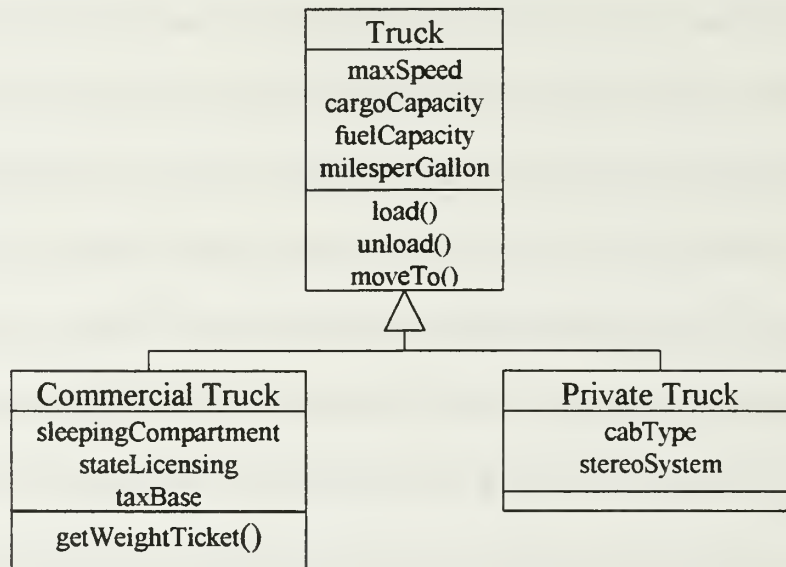 Truck
maxSpeed
cargoCapacity
fuelCapacity
milesperGallon
load()
unload()
moveTo()
Commercial Truck
sleepingCompartment
stateLicensing
taxBase
getWeightTicket()
Private Truck
cabType
stereoSystem